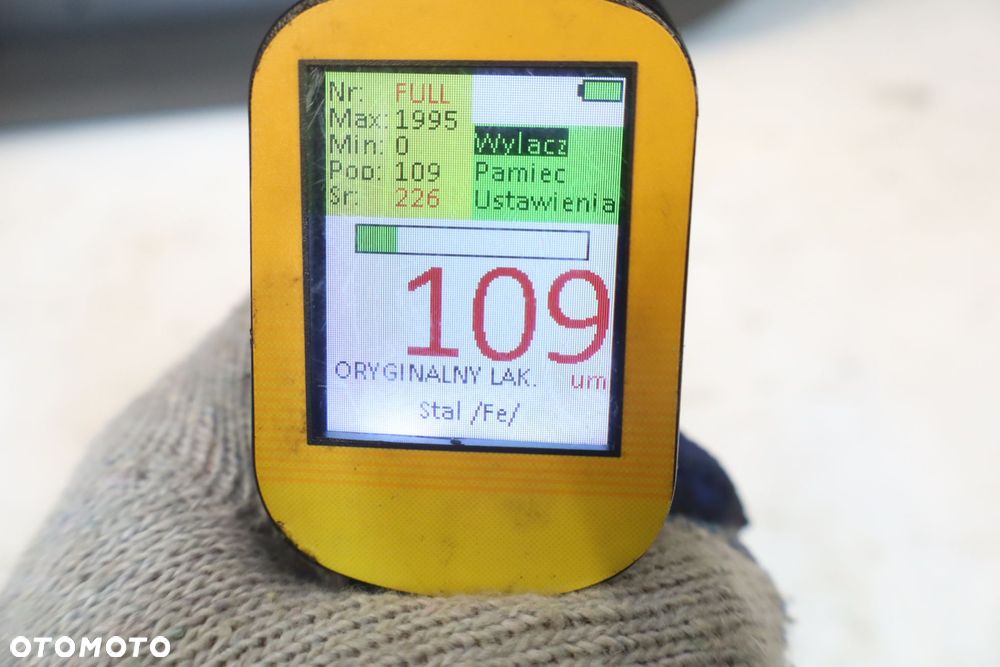 Nr: FULL
Max: 1995
Min: 0
Pop: 109
Sr: 226
Wylacz
Pamiec
Ustawienia
109
um
ORYGINALNY LAK.
Stal /Fe/
OTOMOTO